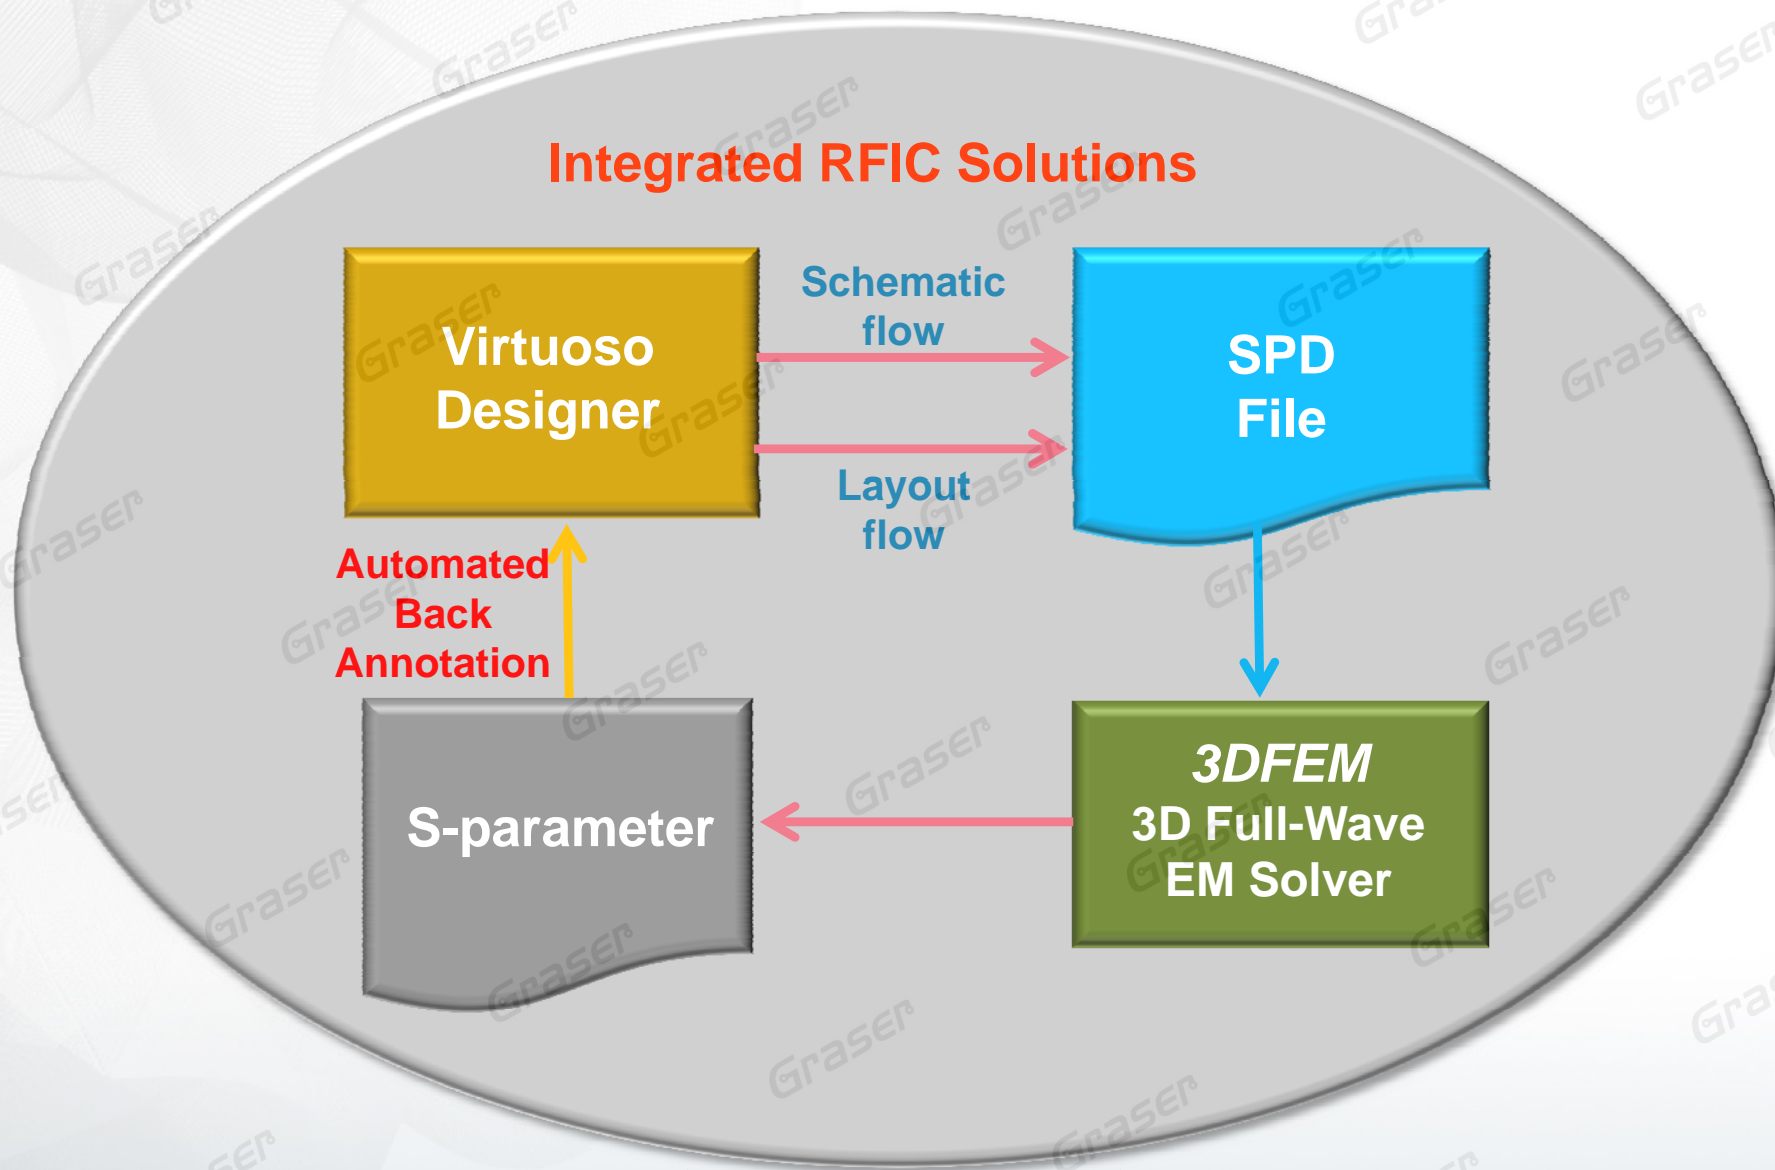 Integrated RFIC Solutions
Virtuoso
Designer
Schematic
flow
Layout
flow
SPD
File
Automated
Back
Annotation
S-parameter
3DFEM
3D Full-Wave
EM Solver
Graser